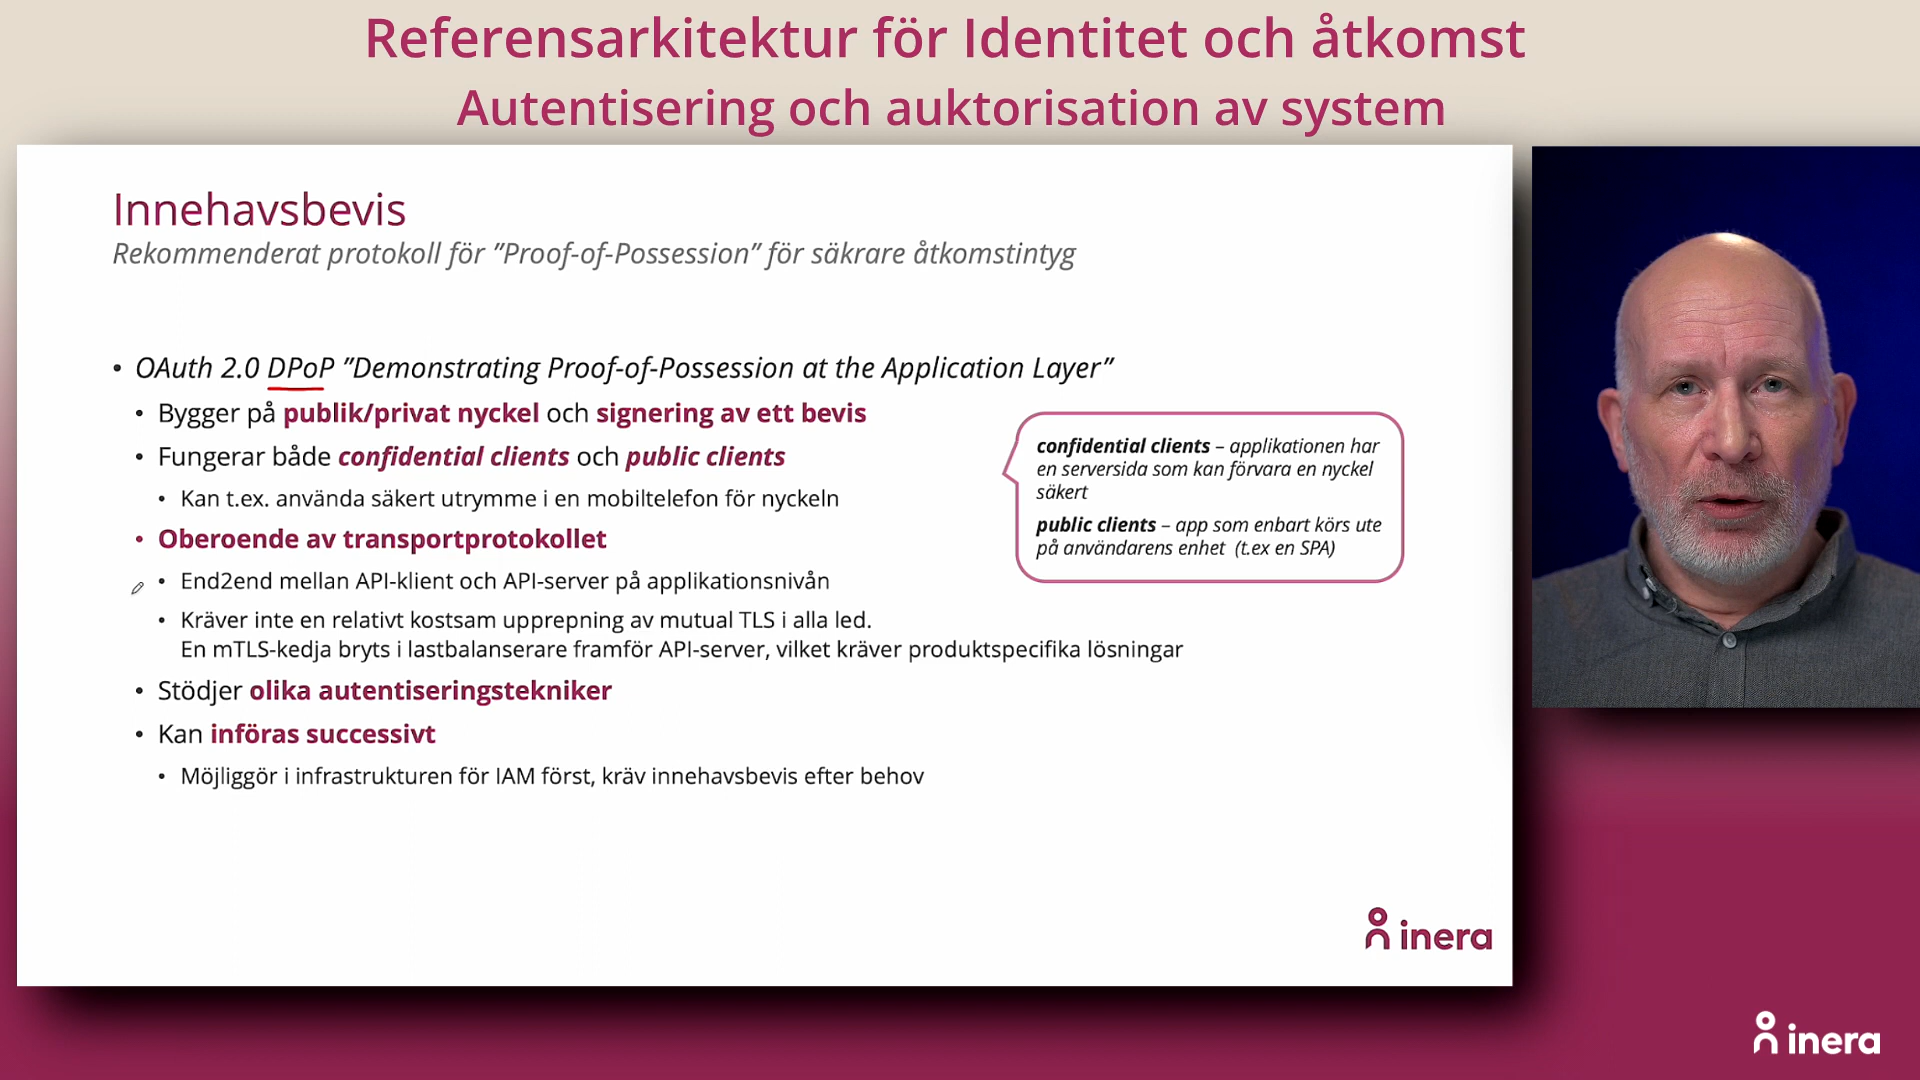 Referensarkitektur för Identitet och åtkomst
Autentisering och auktorisation av system
Innehavsbevis
Rekommenderat protokoll för ”Proof-of-Possession” för säkrare åtkomstintyg
• OAuth 2.0 DPoP ”Demonstrating Proof-of-Possession at the Application Layer”
• Bygger på publik/privat nyckel och signering av ett bevis
• Fungerar både confidential clients och public clients
• Kan t.ex. använda säkert utrymme i en mobiltelefon för nyckeln
• Oberoende av transportprotokollet
• End2end mellan API-klient och API-server på applikationsnivån
• Kräver inte en relativt kostsam upprepning av mutual TLS i alla led.
En mTLS-kedja bryts i lastbalanserare framför API-server, vilket kräver produktspecifika lösningar
• Stödjer olika autentiseringstekniker
• Kan införas successivt
• Möjliggör i infrastrukturen för IAM först, kräv innehavsbevis efter behov
confidential clients – applikationen har
en serversida som kan förvara en nyckel
säkert
public clients – app som enbart körs ute
på användarens enhet (t.ex en SPA)
inera
inera